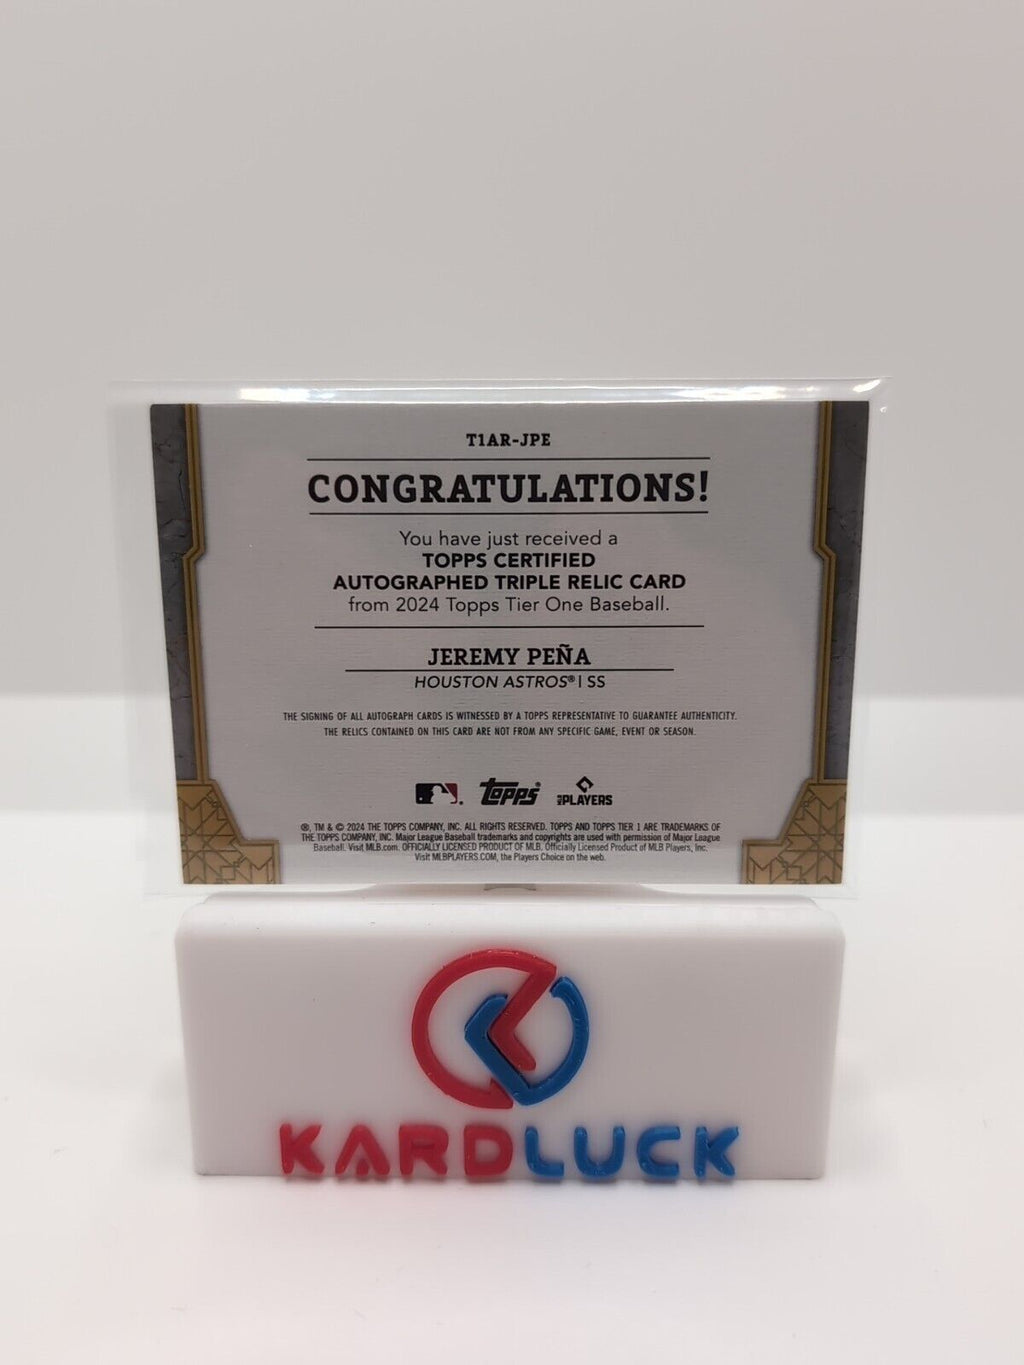 T1AR-JPE
CONGRATULATIONS!
You have just received a
TOPPS CERTIFIED
AUTOGRAPHED TRIPLE RELIC CARD
from 2024 Topps Tier One Baseball.
JEREMY PEÑA
HOUSTON ASTROS® | SS
THE SIGNING OF ALL AUTOGRAPH CARDS IS WITNESSED BY A TOPPS REPRESENTATIVE TO GUARANTEE AUTHENTICITY.
THE RELICS CONTAINED ON THIS CARD ARE NOT FROM ANY SPECIFIC GAME, EVENT OR SEASON.
Topps® MLB PLAYERS
®, TM & © 2024 THE TOPPS COMPANY, INC. ALL RIGHTS RESERVED. TOPPS AND TOPPS TIER 1 ARE TRADEMARKS OF
THE TOPPS COMPANY, INC. Major League Baseball trademarks and copyrights are used with permission of Major League
Baseball. Visit MLB.com. OFFICIALLY LICENSED PRODUCT OF MLB. Officially Licensed Product of MLB Players, Inc.
Visit MLBPLAYERS.COM, the Players Choice on the web.
KARDLUCK